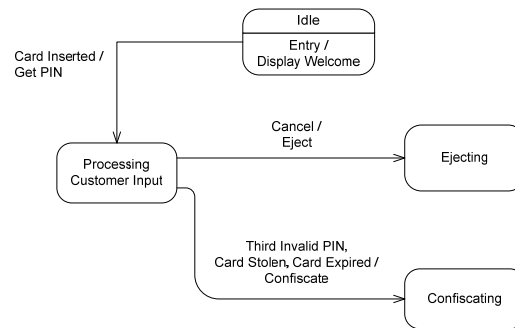 Idle
Entry /
Display Welcome
Card Inserted /
Get PIN
Cancel /
Eject
Processing
Customer Input
Ejecting
Third Invalid PIN,
Card Stolen, Card Expired /
Confiscate
Confiscating